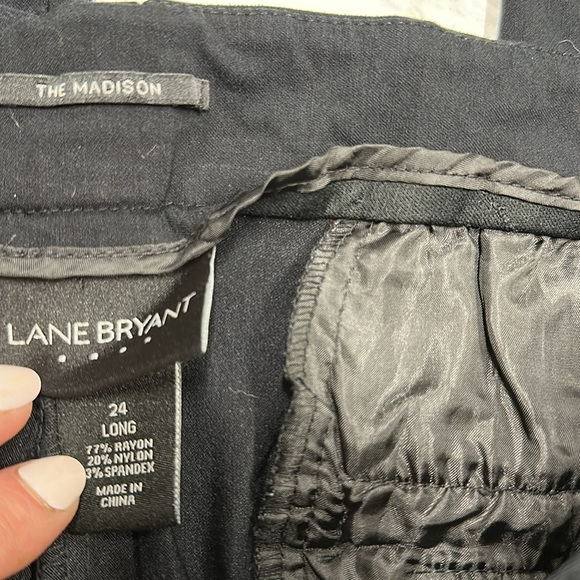 THE MADISON
LANE BRYANT
24
LONG
77% RAYON
20% NYLON
3% SPANDEX
MADE IN
CHINA